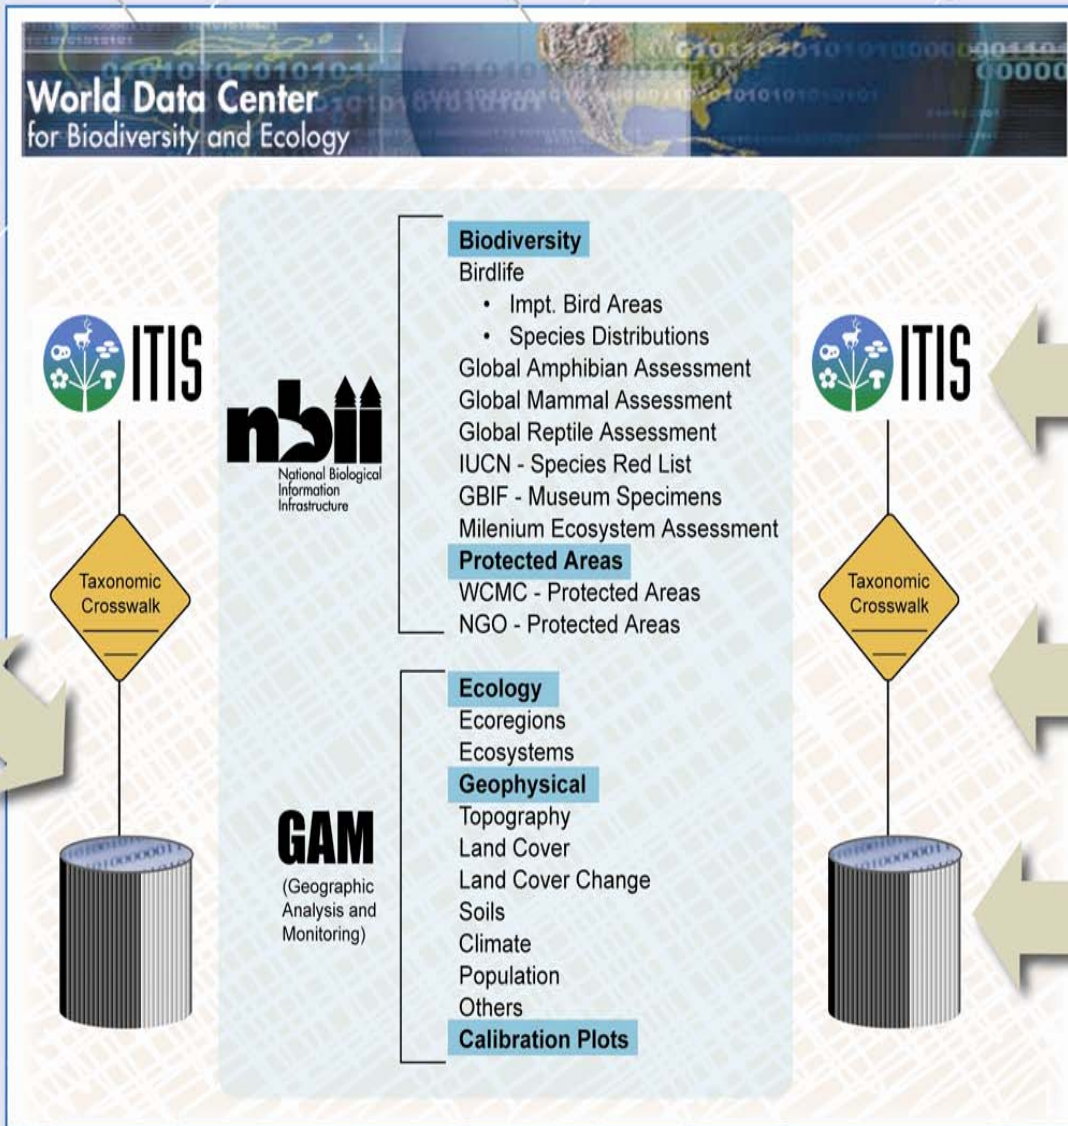 World Data Center
for Biodiversity and Ecology
ITIS
Taxonomic
Crosswalk
nbii
National Biological
Information
Infrastructure
Biodiversity
Birdlife
• Impt. Bird Areas
• Species Distributions
Global Amphibian Assessment
Global Mammal Assessment
Global Reptile Assessment
IUCN - Species Red List
GBIF - Museum Specimens
Milenium Ecosystem Assessment
Protected Areas
WCMC - Protected Areas
NGO - Protected Areas
GAM
(Geographic
Analysis and
Monitoring)
Ecology
Ecoregions
Ecosystems
Geophysical
Topography
Land Cover
Land Cover Change
Soils
Climate
Population
Others
Calibration Plots
ITIS
Taxonomic
Crosswalk